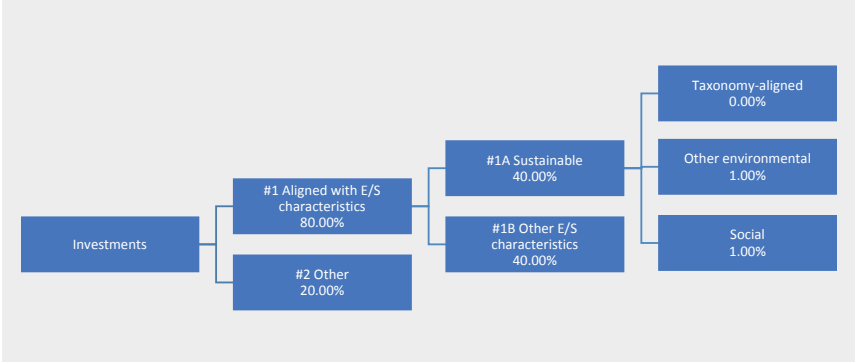 Investments
#1 Aligned with E/S
characteristics
80.00%
#2 Other
20.00%
#1A Sustainable
40.00%
#1B Other E/S
characteristics
40.00%
Taxonomy-aligned
0.00%
Other environmental
1.00%
Social
1.00%